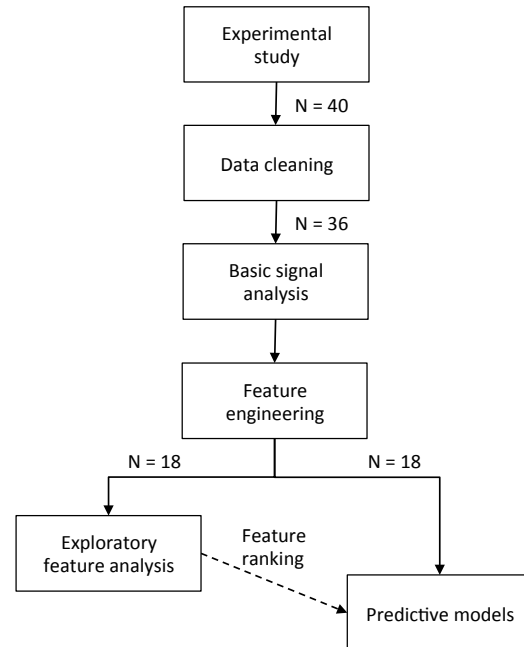 Experimental
study
N = 40
Data cleaning
N = 36
Basic signal
analysis
Feature
engineering
N = 18
N = 18
Exploratory
feature analysis
Feature
ranking
Predictive models